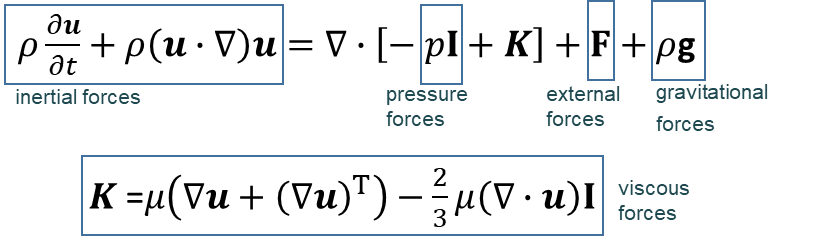 ρ ∂u/∂t + ρ(u · ∇)u = ∇ · [− pI + K] + F + ρg
inertial forces
pressure forces
external forces
gravitational forces
K =μ(∇u + (∇u)ᵀ) − 2/3 μ(∇ · u)I
viscous forces